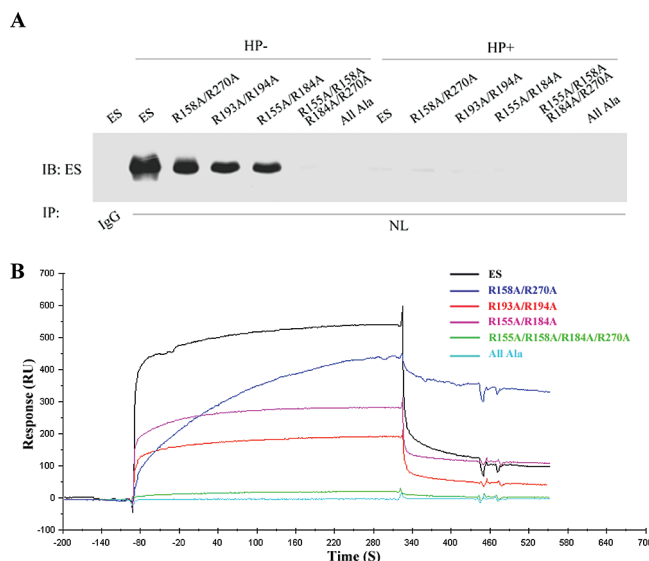 A
HP-
HP+
ES
ES
R158A/R270A
R193A/R194A
R155A/R184A
R155A/R158A
R184A/R270A
All Ala
ES
R158A/R270A
R193A/R194A
R155A/R184A
R155A/R158A
R184A/R270A
All Ala
IB: ES
IP:
IgG
NL
B
700
600
500
400
300
200
100
0
-100
Response (RU)
ES
R158A/R270A
R193A/R194A
R155A/R184A
R155A/R158A/R184A/R270A
All Ala
-200 -140 -80 -20 40 100 160 220 280 340 400 460 520 580 640 700
Time (S)